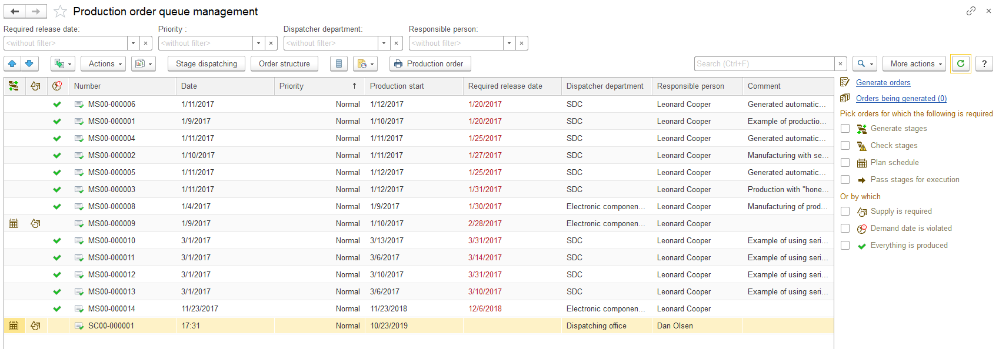 Production order queue management
Required release date: Priority : Dispatcher department: Responsible person:
<without filter> <without filter> <without filter> <without filter>
Actions Stage dispatching Order structure Production order Search (Ctrl+F) More actions ?
Number Date Priority ↑ Production start Required release date Dispatcher department Responsible person Comment
MS00-000006 1/11/2017 Normal 1/12/2017 1/20/2017 SDC Leonard Cooper Generated automatic...
MS00-000001 1/9/2017 Normal 1/10/2017 1/20/2017 SDC Leonard Cooper Example of productio...
MS00-000004 1/11/2017 Normal 1/11/2017 1/25/2017 SDC Leonard Cooper Generated automatic...
MS00-000002 1/10/2017 Normal 1/11/2017 1/27/2017 SDC Leonard Cooper Manufacturing with se...
MS00-000005 1/11/2017 Normal 1/12/2017 1/25/2017 SDC Leonard Cooper Generated automatic...
MS00-000003 1/11/2017 Normal 1/12/2017 1/31/2017 SDC Leonard Cooper Production with "hone...
MS00-000008 1/4/2017 Normal 1/9/2017 1/30/2017 Electronic componen... Leonard Cooper Manufacturing of prod...
MS00-000009 1/9/2017 Normal 1/10/2017 2/28/2017 Electronic componen... Leonard Cooper
MS00-000010 3/1/2017 Normal 3/13/2017 3/31/2017 SDC Leonard Cooper Example of using seri...
MS00-000011 3/1/2017 Normal 3/6/2017 3/14/2017 SDC Leonard Cooper Example of using seri...
MS00-000012 3/1/2017 Normal 3/10/2017 3/31/2017 SDC Leonard Cooper Example of using seri...
MS00-000013 3/1/2017 Normal 3/6/2017 3/10/2017 SDC Leonard Cooper Example of using seri...
MS00-000014 11/23/2017 Normal 11/23/2018 12/6/2018 Electronic componen... Leonard Cooper
SC00-000001 17:31 Normal 10/23/2019 Dispatching office Dan Olsen
Generate orders
Orders being generated (0)
Pick orders for which the following is required
Generate stages
Check stages
Plan schedule
Pass stages for execution
Or by which
Supply is required
Demand date is violated
Everything is produced